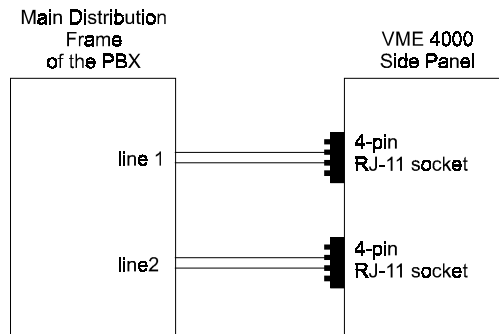 Main Distribution
Frame
of the PBX
VME 4000
Side Panel
line 1
4-pin
RJ-11 socket
line2
4-pin
RJ-11 socket